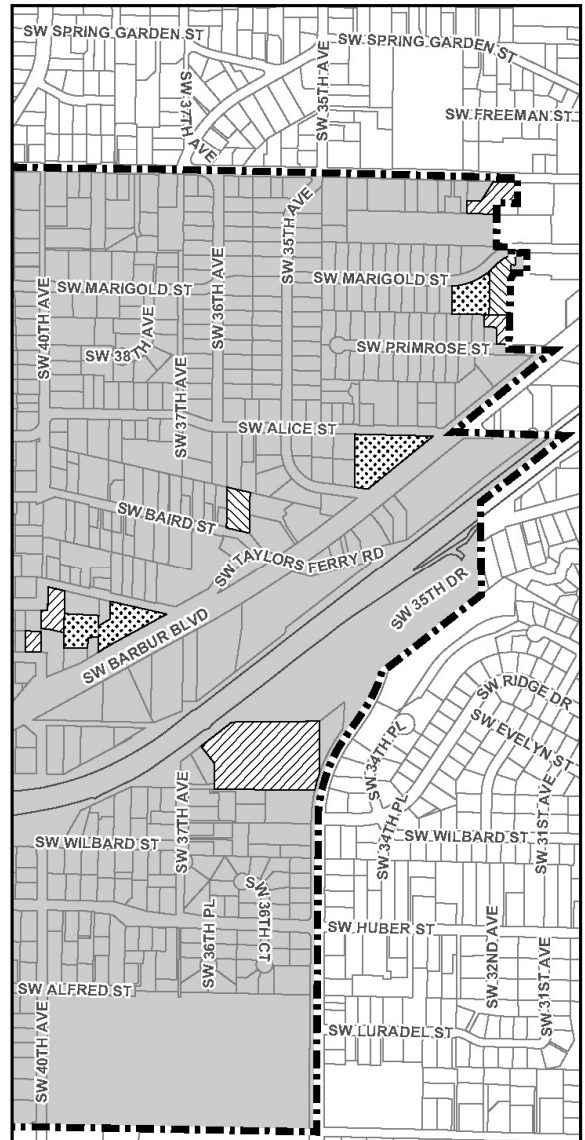 SW SPRING GARDEN ST
SW SPRING GARDEN ST
SW 37TH AVE
SW 35TH AVE
SW FREEMAN ST
SW 35TH AVE
SW 40TH AVE
SW MARIGOLD ST
SW 36TH AVE
SW MARIGOLD ST
SW 38TH AVE
SW 37TH AVE
SW PRIMROSE ST
SW ALICE ST
SW BAIRD ST
SW TAYLORS FERRY RD
SW 35TH DR
SW BARBUR BLVD
SW RIDGE DR
SW EVELYN ST
SW 34TH PL
SW 34TH PL
SW 31ST AVE
SW 37TH AVE
SW WILBARD ST
SW WILBARD ST
SW 36TH PL
SW 36TH CT
SW HUBER ST
SW 32ND AVE
SW 31ST AVE
SW ALFRED ST
SW 40TH AVE
SW LURADEL ST